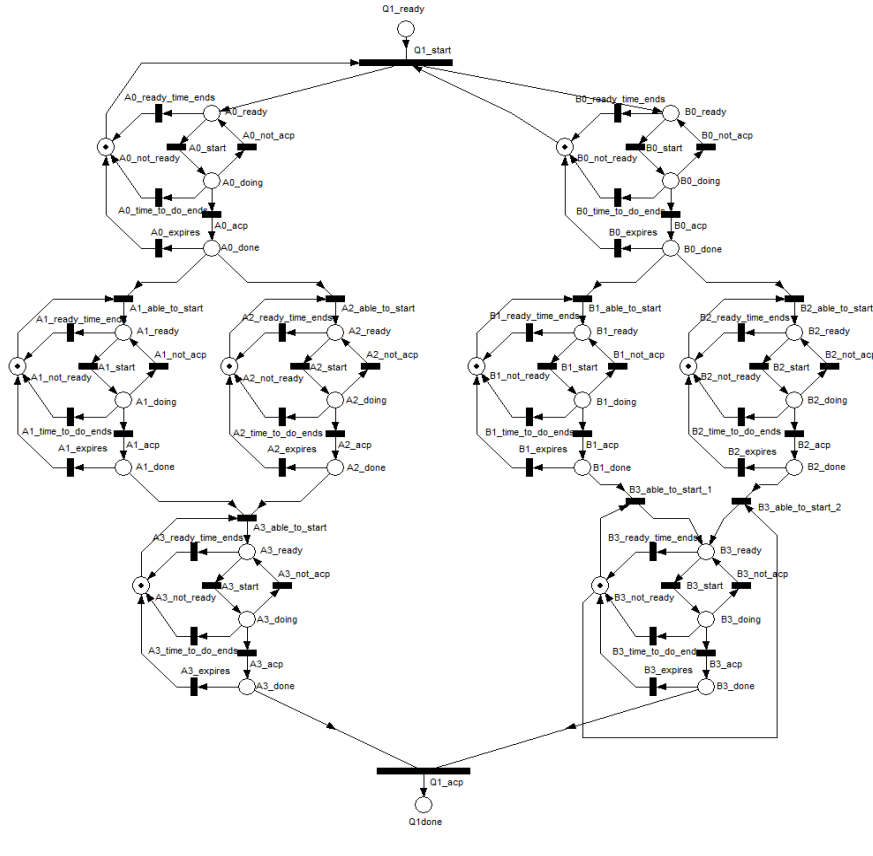 Q1_ready
Q1_start
A0_ready_time_ends
A0_ready
A0_start
A0_not_acp
A0_not_ready
A0_doing
A0_time_to_do_ends
A0_acp
A0_expires
A0_done
B0_ready_time_ends
B0_ready
B0_start
B0_not_acp
B0_not_ready
B0_doing
B0_time_to_do_ends
B0_acp
B0_expires
B0_done
A1_able_to_start
A1_ready_time_ends
A1_ready
A1_start
A1_not_acp
A1_not_ready
A1_doing
A1_time_to_do_ends
A1_acp
A1_expires
A1_done
A2_able_to_start
A2_ready_time_ends
A2_ready
A2_start
A2_not_acp
A2_not_ready
A2_doing
A2_time_to_do_ends
A2_acp
A2_expires
A2_done
B1_able_to_start
B1_ready_time_ends
B1_ready
B1_start
B1_not_acp
B1_not_ready
B1_doing
B1_time_to_do_ends
B1_acp
B1_expires
B1_done
B2_able_to_start
B2_ready_time_ends
B2_ready
B2_start
B2_not_acp
B2_not_ready
B2_doing
B2_time_to_do_ends
B2_acp
B2_expires
B2_done
A3_able_to_start
A3_ready_time_ends
A3_ready
A3_start
A3_not_acp
A3_not_ready
A3_doing
A3_time_to_do_ends
A3_acp
A3_expires
A3_done
B3_able_to_start_1
B3_able_to_start_2
B3_ready_time_ends
B3_ready
B3_start
B3_not_acp
B3_not_ready
B3_doing
B3_time_to_do_ends
B3_acp
B3_expires
B3_done
Q1_acp
Q1done